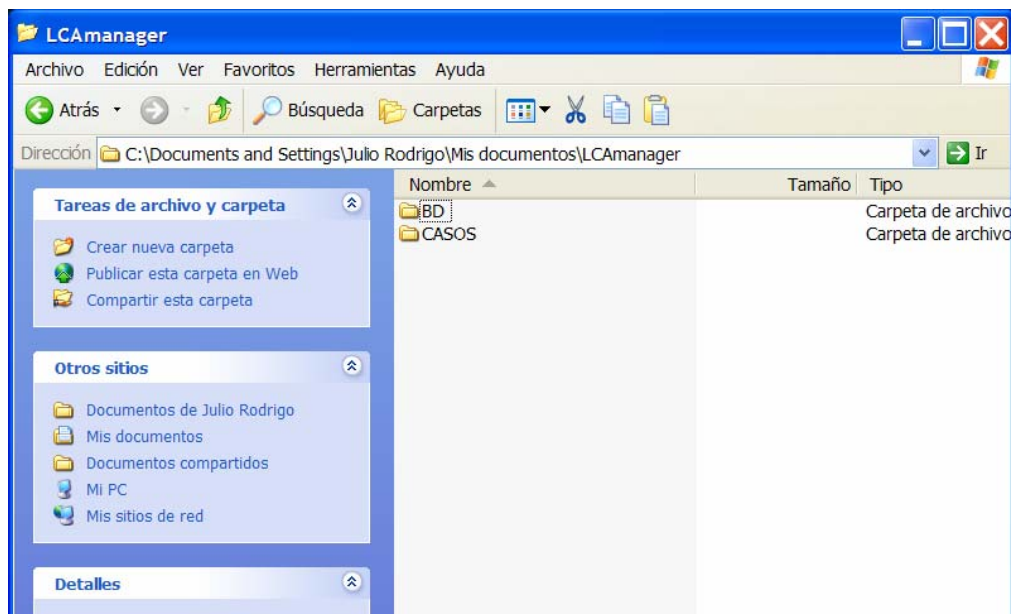 LCAmanager
Archivo Edición Ver Favoritos Herramientas Ayuda
Atrás Búsqueda Carpetas
Dirección C:\Documents and Settings\Julio Rodrigo\Mis documentos\LCAmanager Ir
Nombre Tamaño Tipo
BD Carpeta de archivo
CASOS Carpeta de archivo
Tareas de archivo y carpeta
Crear nueva carpeta
Publicar esta carpeta en Web
Compartir esta carpeta
Otros sitios
Documentos de Julio Rodrigo
Mis documentos
Documentos compartidos
Mi PC
Mis sitios de red
Detalles